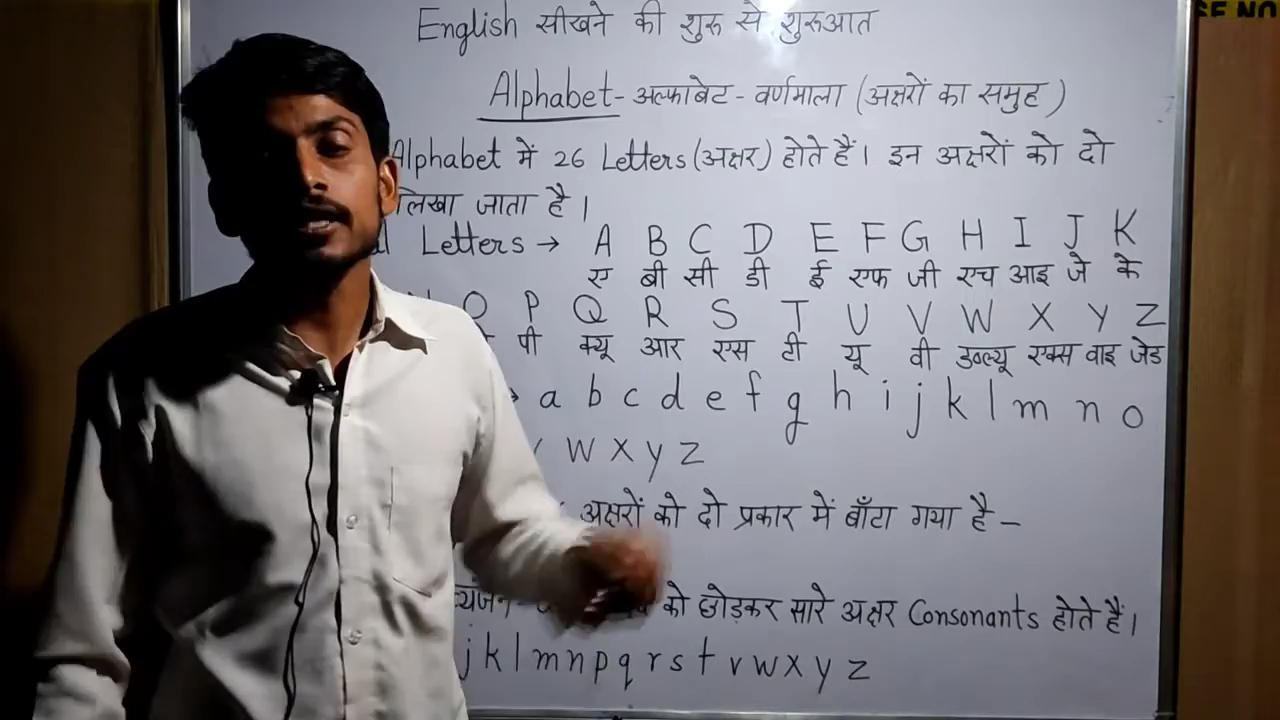 English सीखने की शुरू से शुरूआत
Alphabet - अल्फाबेट - वर्णमाला (अक्षरों का समुह)
Alphabet में 26 Letters (अक्षर) होते हैं। इन अक्षरों को दो
लिखा जाता है।
Letters → A B C D E F G H I J K
ए बी सी डी ई एफ जी एच आइ जे के
O P Q R S T U V W X Y Z
पी क्यू आर एस टी यू वी डब्ल्यू एक्स वाइ जेड
a b c d e f g h i j k l m n o
w x y z
अक्षरों को दो प्रकार में बाँटा गया है -
को छोड़कर सारे अक्षर Consonants होते हैं।
j k l m n p q r s t v w x y z